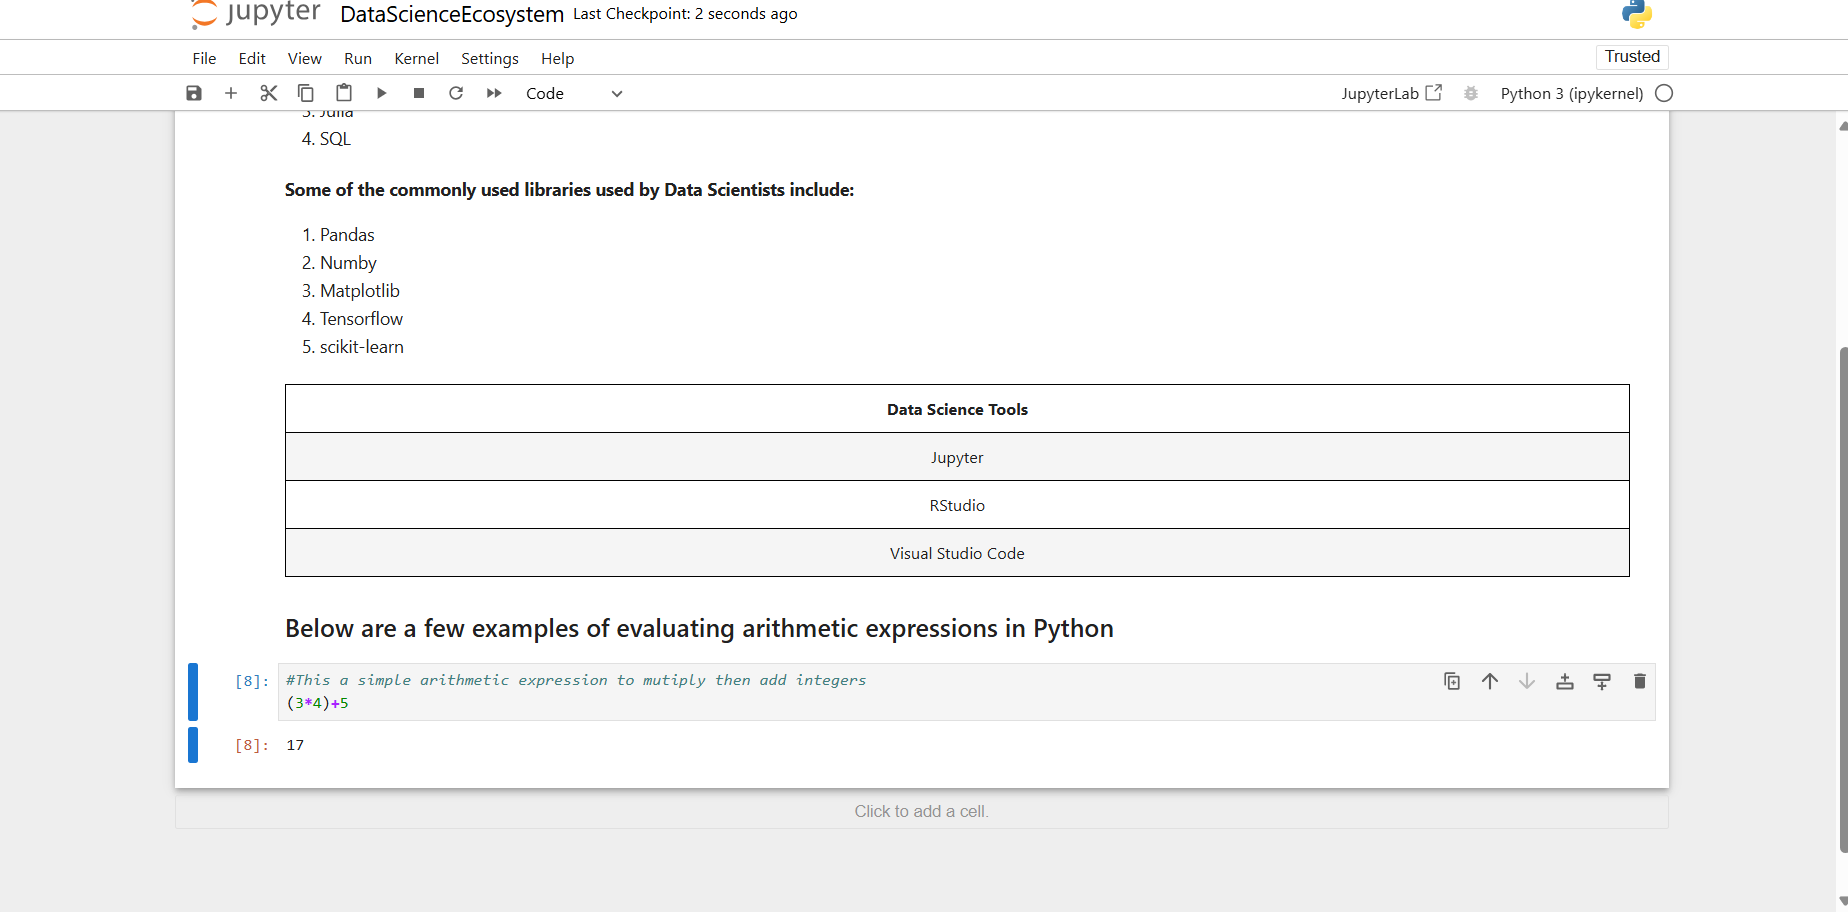 jupyter DataScienceEcosystem Last Checkpoint: 2 seconds ago
File Edit View Run Kernel Settings Help Trusted
Code JupyterLab Python 3 (ipykernel)
3. Julia
4. SQL
Some of the commonly used libraries used by Data Scientists include:
1. Pandas
2. Numby
3. Matplotlib
4. Tensorflow
5. scikit-learn
Data Science Tools
Jupyter
RStudio
Visual Studio Code
Below are a few examples of evaluating arithmetic expressions in Python
[8]: #This a simple arithmetic expression to mutiply then add integers
(3*4)+5
[8]: 17
Click to add a cell.